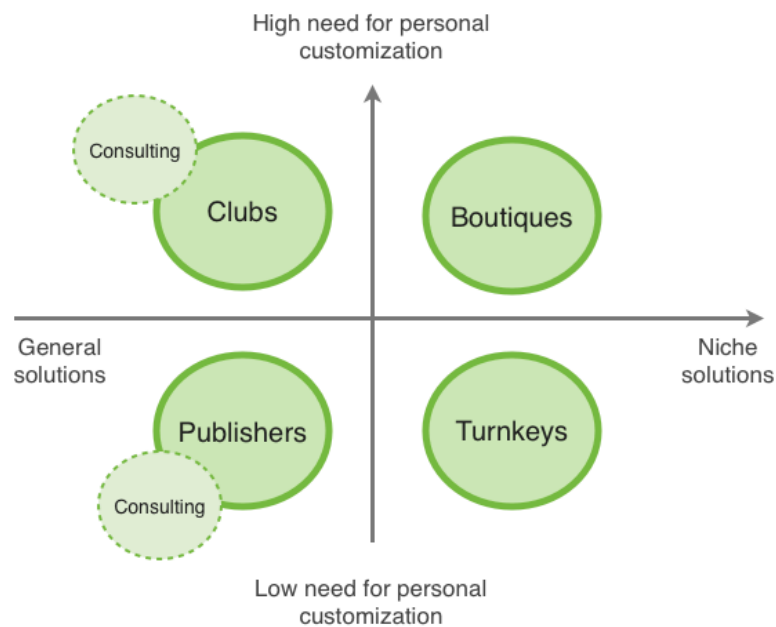 High need for personal
customization
Consulting
Clubs
Boutiques
General
solutions
Niche
solutions
Publishers
Turnkeys
Consulting
Low need for personal
customization